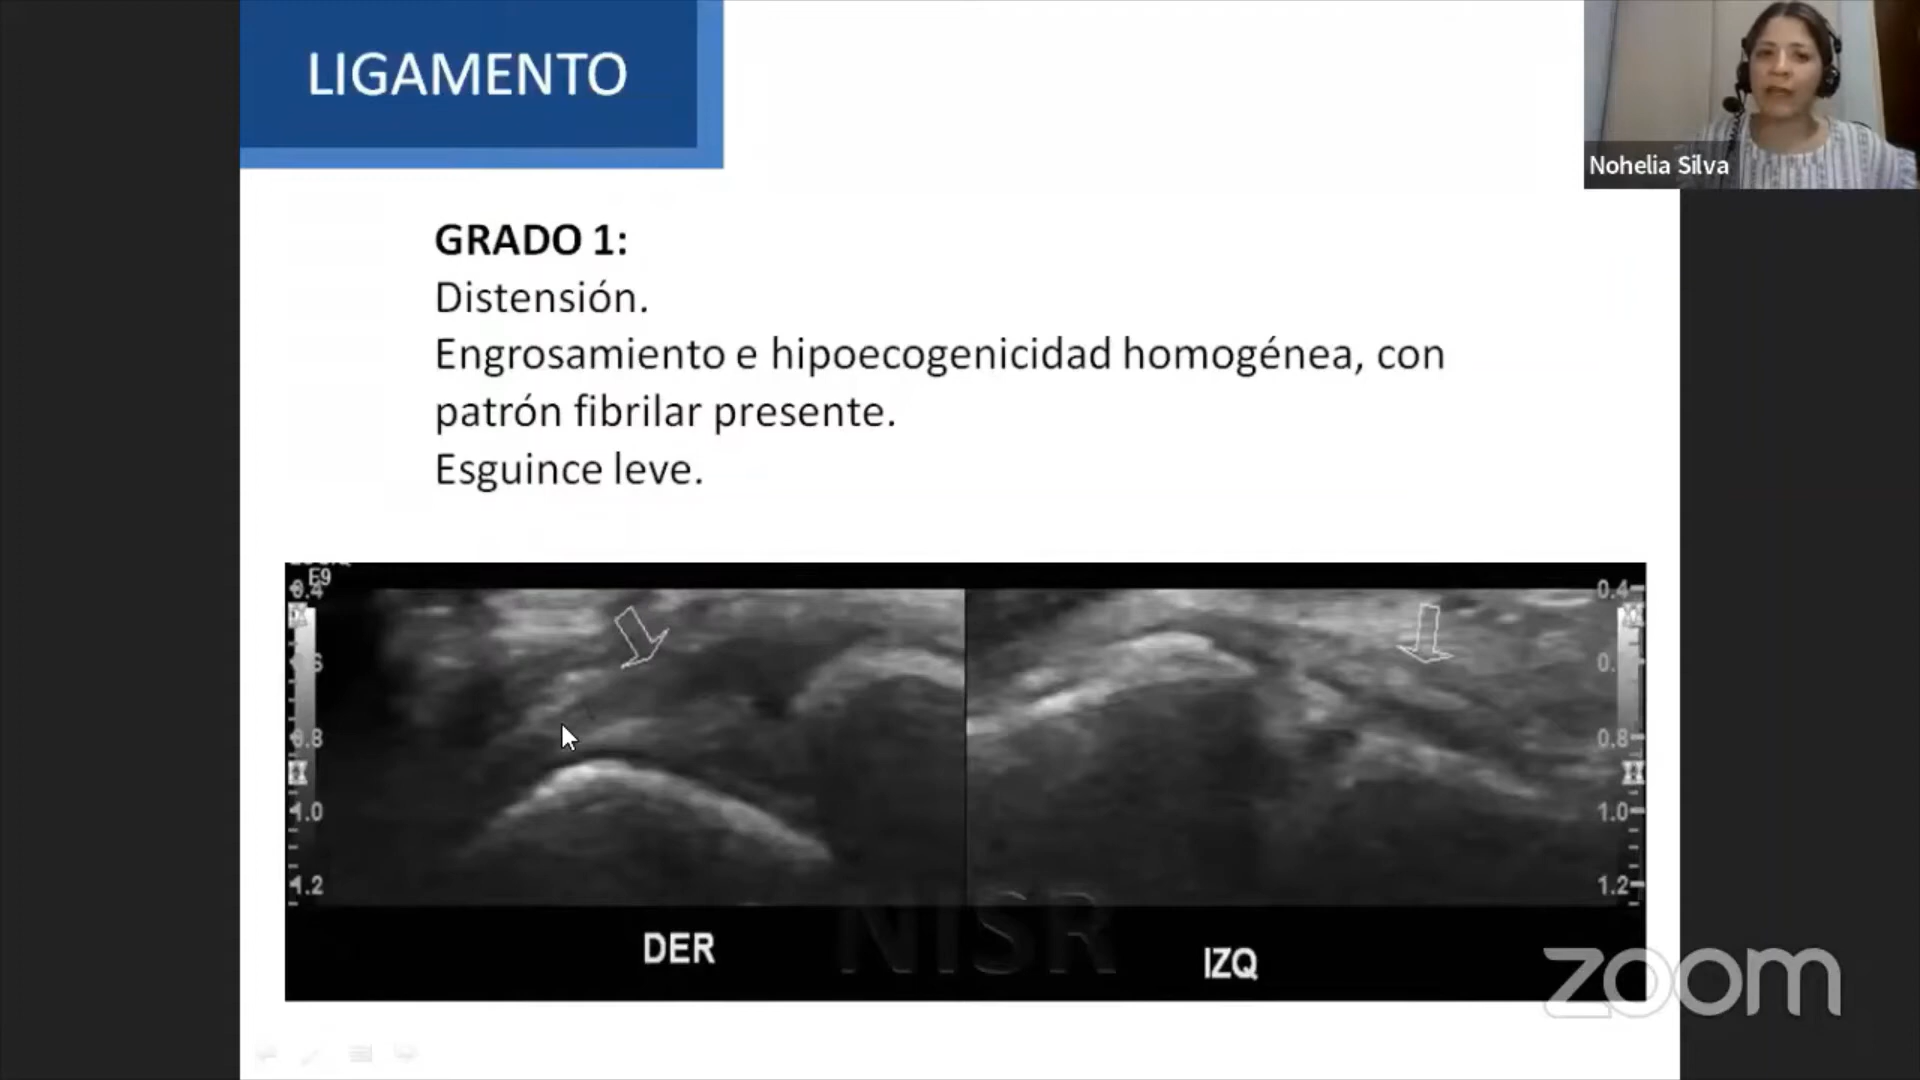 LIGAMENTO
Nohelia Silva
GRADO 1:
Distensión.
Engrosamiento e hipoecogenicidad homogénea, con
patrón fibrilar presente.
Esguince leve.
E9
0.4
0.4
0.8
0.8
1.0
1.0
1.2
1.2
NISR
DER
IZQ
zoom